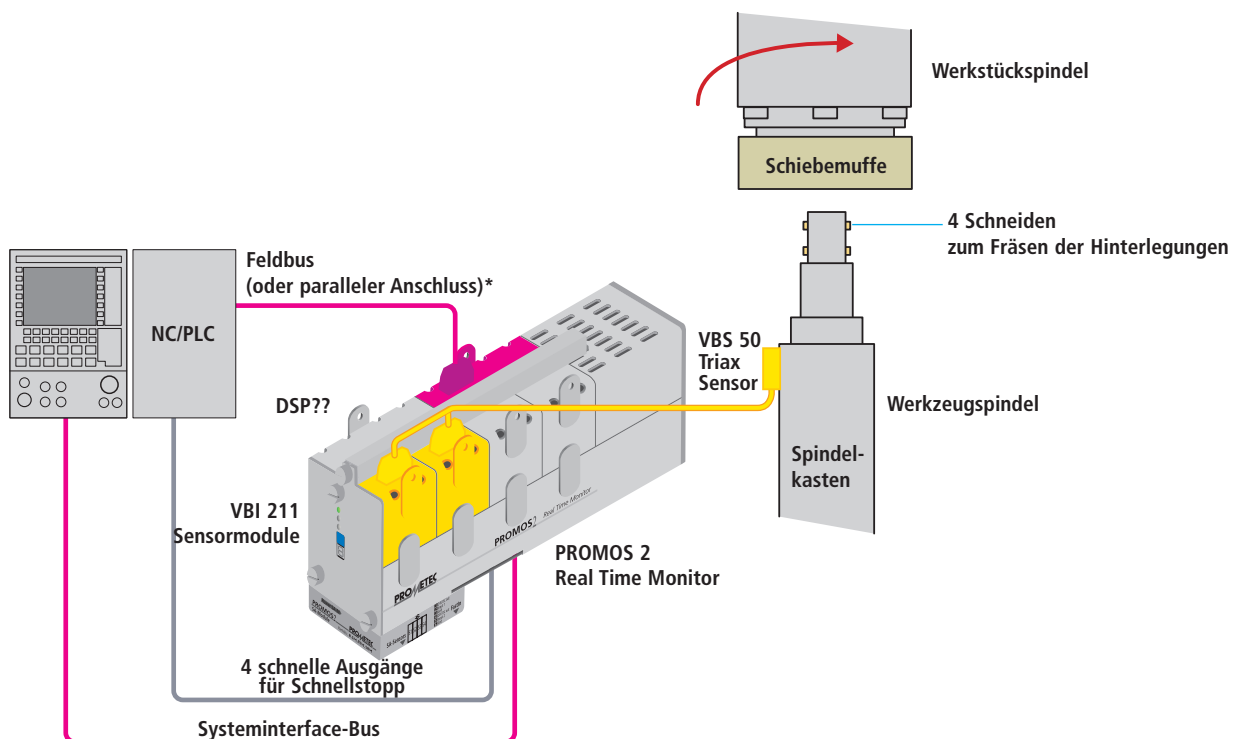 Werkstückspindel
Schiebemuffe
4 Schneiden
zum Fräsen der Hinterlegungen
Feldbus
(oder paralleler Anschluss)*
NC/PLC
VBS 50
Triax
Sensor
DSP??
Werkzeugspindel
Spindel-
kasten
VBI 211
Sensormodule
PROMOS 2 Real Time Monitor
PROMETEC
PROMOS 2
Real Time Monitor
PROMOS2
PROMETEC
4 schnelle Ausgänge
für Schnellstopp
Systeminterface-Bus